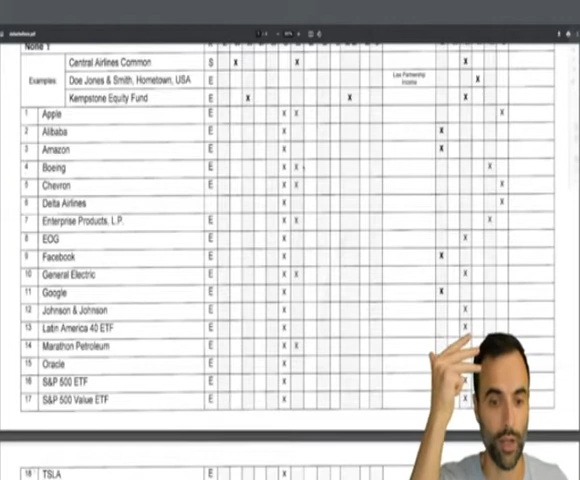 None 1
Central Airlines Common S X X X
Examples: Doe Jones & Smith, Hometown, USA E Law Partnership Income X
Kempstone Equity Fund E X X X
1 Apple E X X X
2 Alibaba E X X
3 Amazon E X X
4 Boeing E X X X
5 Chevron E X X X
6 Delta Airlines X X
7 Enterprise Products, L.P. E X X X
8 EOG E X X
9 Facebook E X X
10 General Electric E X X X
11 Google E X X
12 Johnson & Johnson E X X
13 Latin America 40 ETF E X X
14 Marathon Petroleum E X X
15 Oracle E X
16 S&P 500 ETF E X X
17 S&P 500 Value ETF E X X
18 TSLA E X